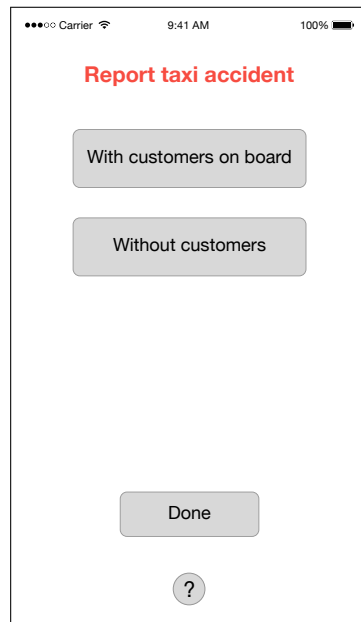 ●●●○○ Carrier 9:41 AM 100%
Report taxi accident
With customers on board
Without customers
Done
?